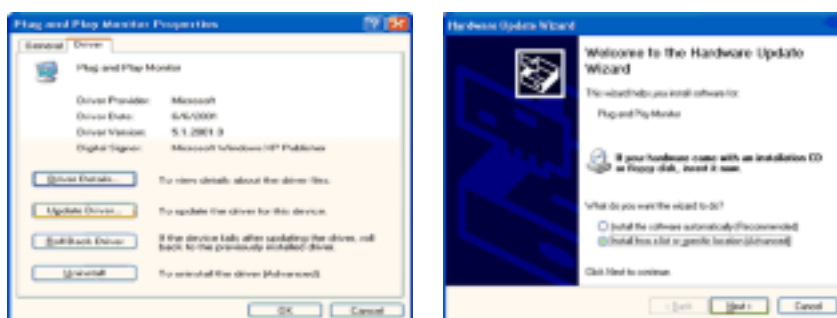 Plug and Play Monitor Properties
General Driver
Plug and Play Monitor
Driver Provider: Microsoft
Driver Date: 6/6/2001
Driver Version: 5.1.2001.0
Digital Signer: Microsoft Windows XP Publisher
Driver Details... To view details about the driver files.
Update Driver... To update the driver for this device.
Roll Back Driver If the device fails after updating the driver, roll
back to the previously installed driver.
Uninstall To uninstall the driver (Advanced).
OK Cancel
Hardware Update Wizard
Welcome to the Hardware Update
Wizard
This wizard helps you install software for:
Plug and Play Monitor
If your hardware came with an installation CD
or floppy disk, insert it now.
What do you want the wizard to do?
Install the software automatically (Recommended)
Install from a list or specific location (Advanced)
Click Next to continue.
< Back Next > Cancel